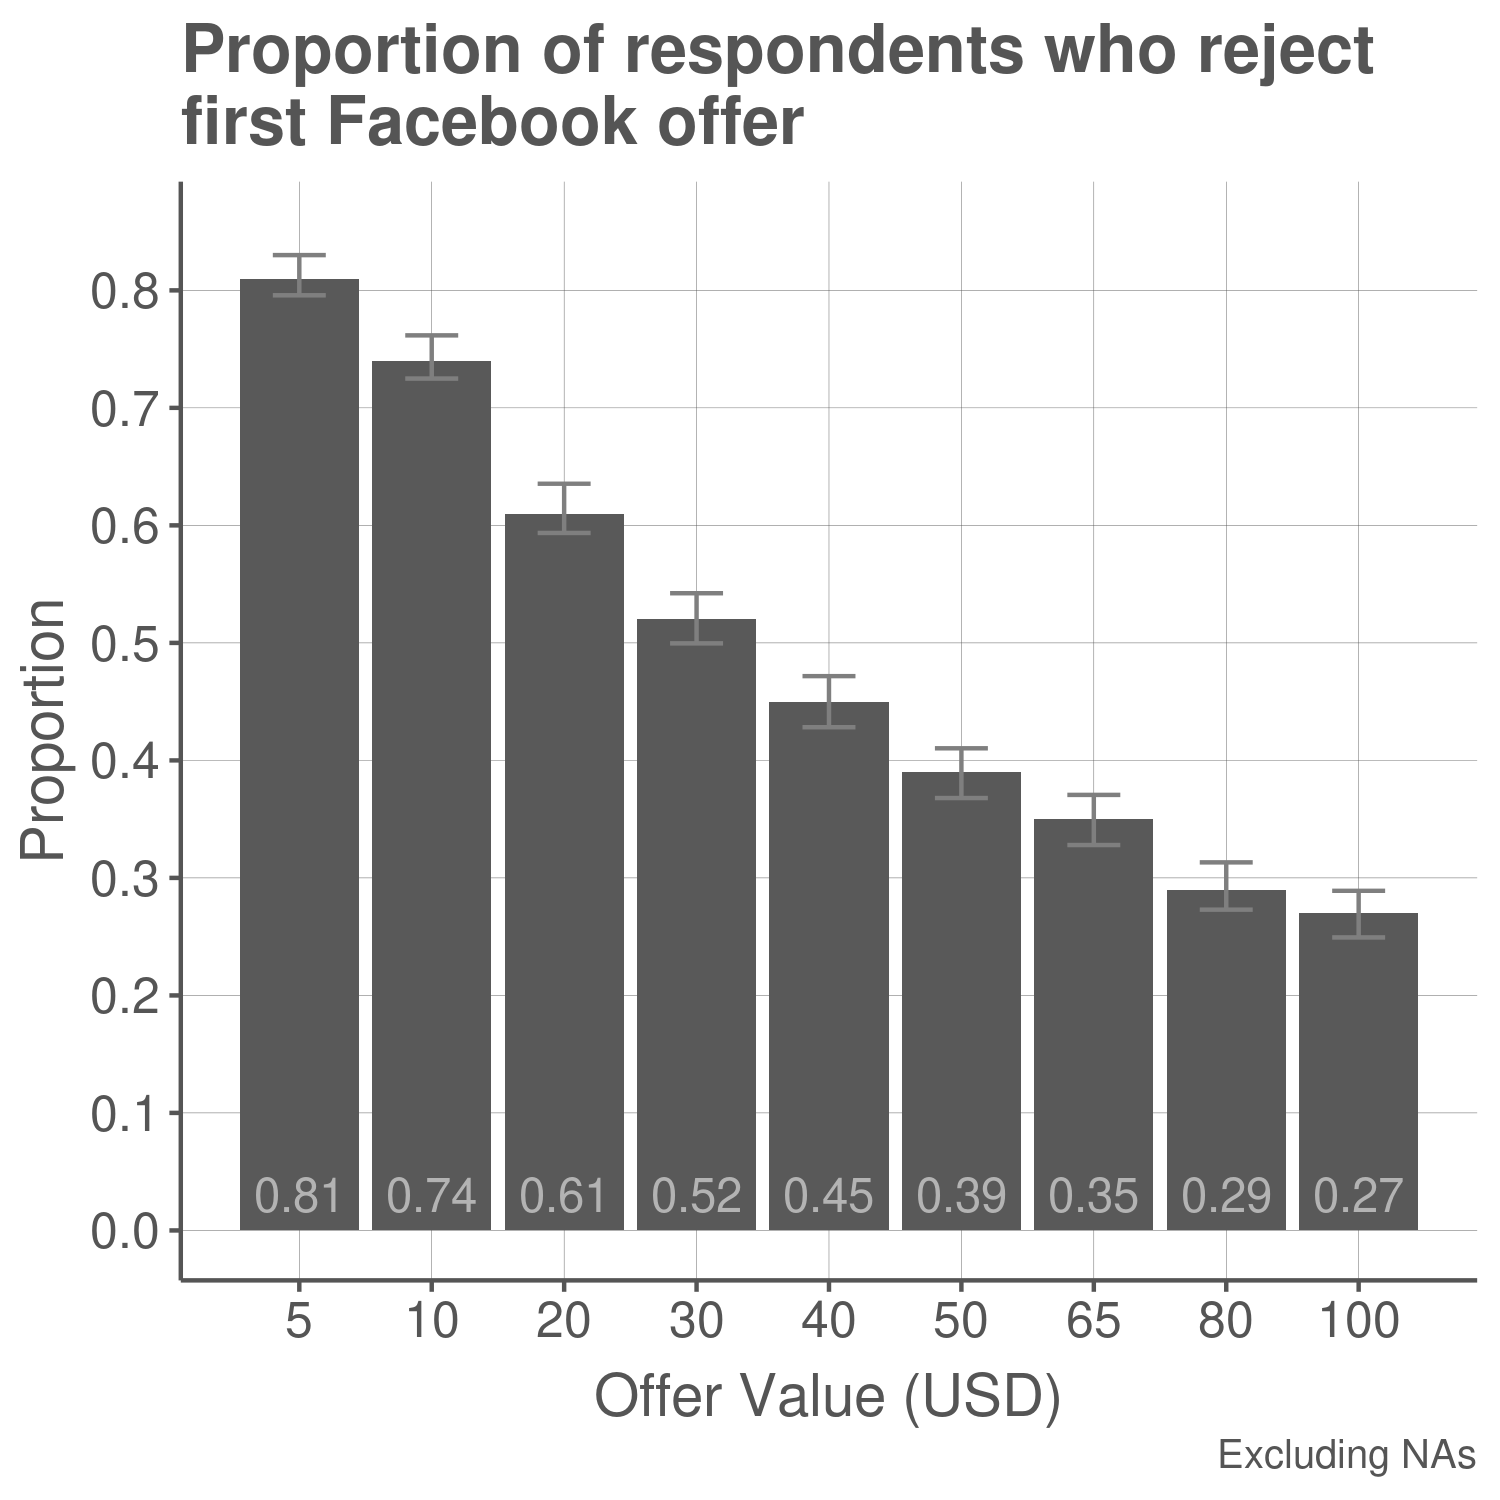 Proportion of respondents who reject
first Facebook offer
Proportion
0.8
0.7
0.6
0.5
0.4
0.3
0.2
0.1
0.0
0.81 0.74 0.61 0.52 0.45 0.39 0.35 0.29 0.27
5 10 20 30 40 50 65 80 100
Offer Value (USD)
Excluding NAs